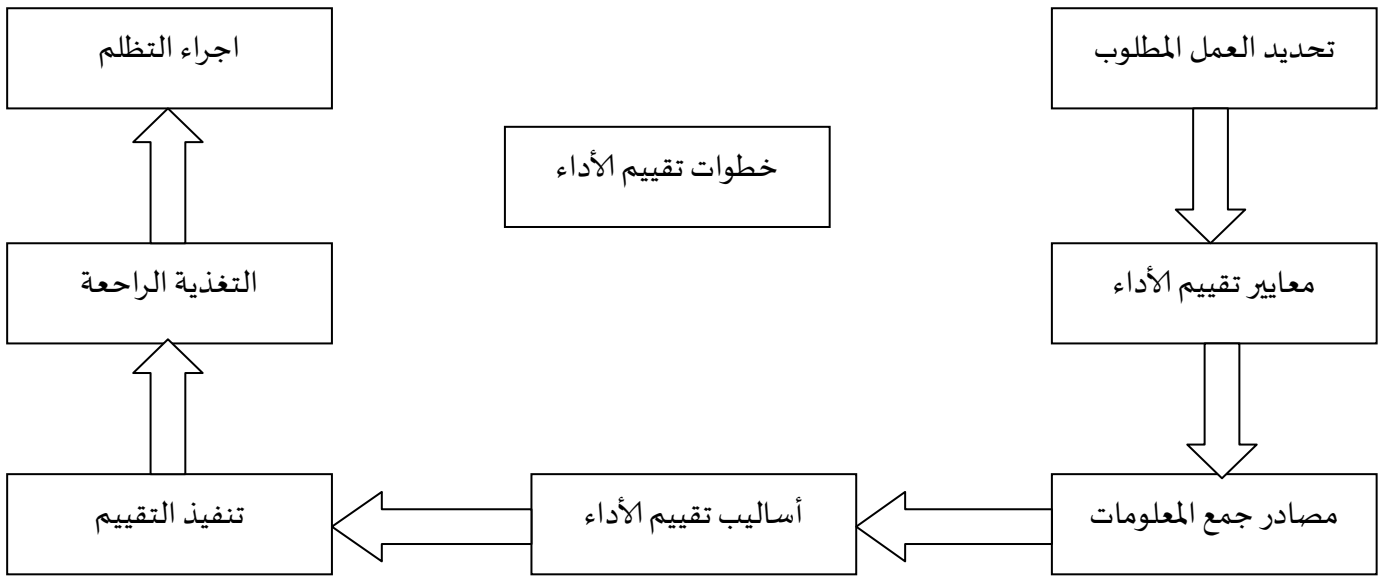 تحديد العمل المطلوب
اجراء التظلم
خطوات تقييم الأداء
معايير تقييم الأداء
التغذية الراحعة
مصادر جمع المعلومات
أساليب تقييم الأداء
تنفيذ التقييم